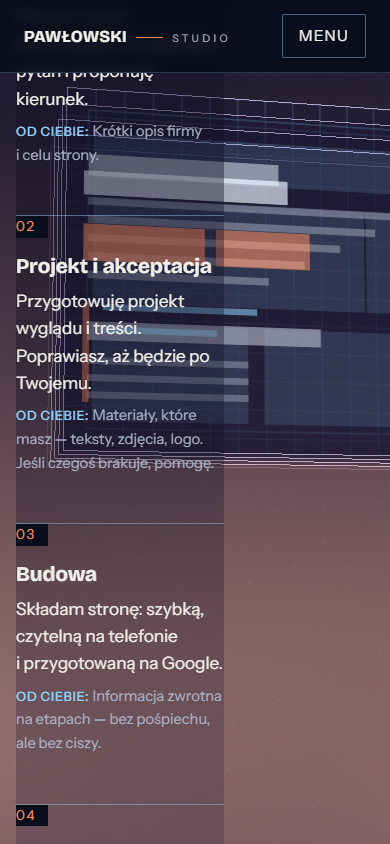 PAWŁOWSKI STUDIO MENU
pytań i proponuję
kierunek.
OD CIEBIE: Krótki opis firmy
i celu strony.
02
Projekt i akceptacja
Przygotowuję projekt
wyglądu i treści.
Poprawiasz, aż będzie po
Twojemu.
OD CIEBIE: Materiały, które
masz — teksty, zdjęcia, logo.
Jeśli czegoś brakuje, pomogę.
03
Budowa
Składam stronę: szybką,
czytelną na telefonie
i przygotowaną na Google.
OD CIEBIE: Informacja zwrotna
na etapach — bez pośpiechu,
ale bez ciszy.
04